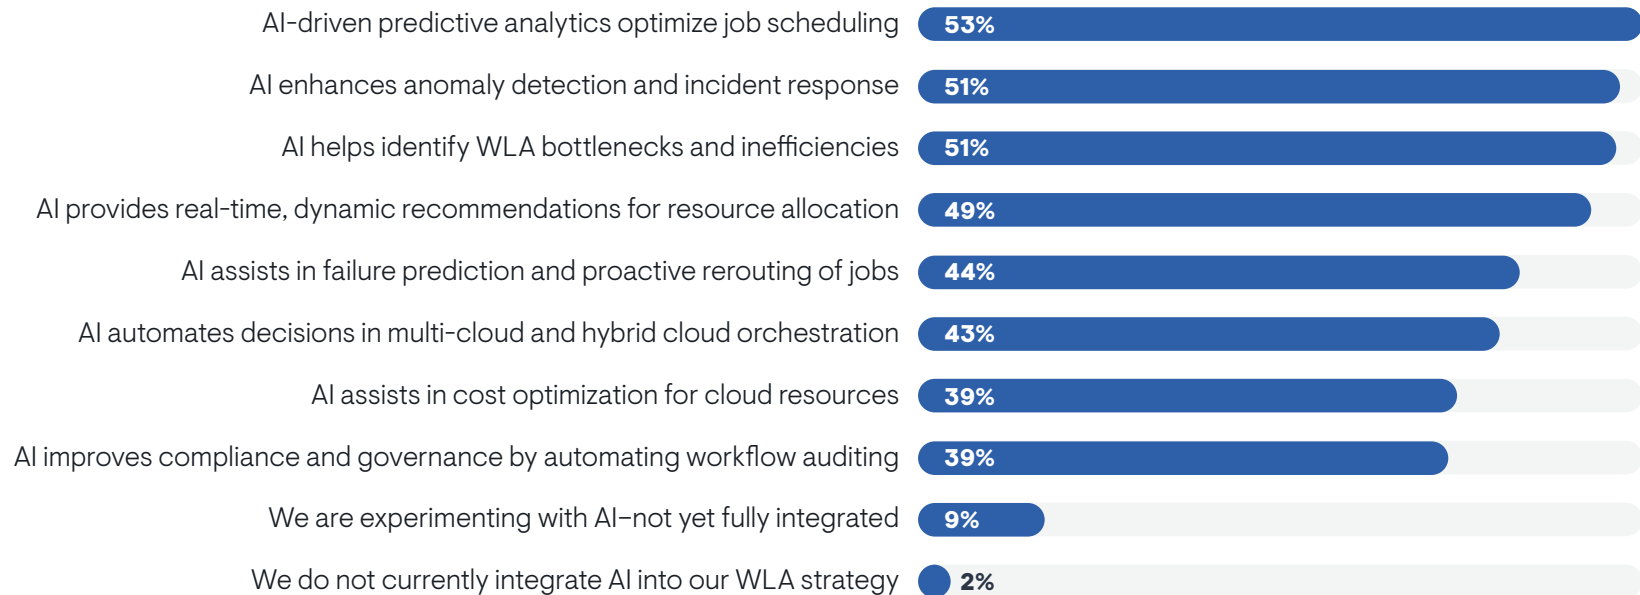 AI-driven predictive analytics optimize job scheduling 53%
AI enhances anomaly detection and incident response 51%
AI helps identify WLA bottlenecks and inefficiencies 51%
AI provides real-time, dynamic recommendations for resource allocation 49%
AI assists in failure prediction and proactive rerouting of jobs 44%
AI automates decisions in multi-cloud and hybrid cloud orchestration 43%
AI assists in cost optimization for cloud resources 39%
AI improves compliance and governance by automating workflow auditing 39%
We are experimenting with AI–not yet fully integrated 9%
We do not currently integrate AI into our WLA strategy 2%